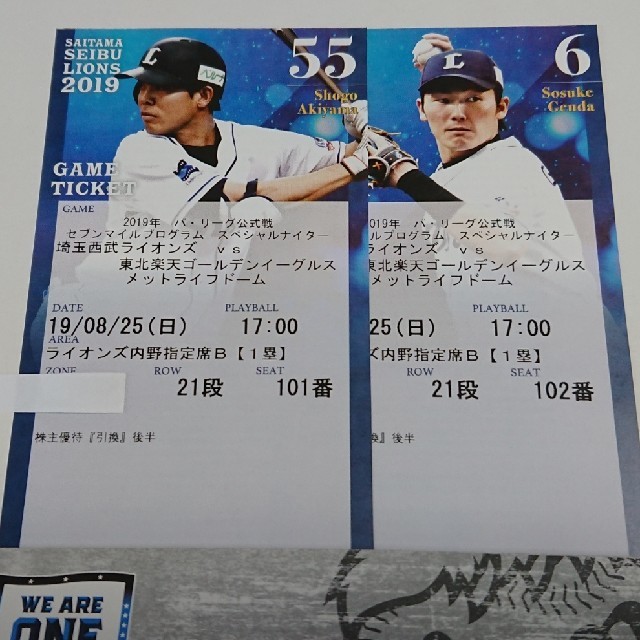 SAITAMA
SEIBU
LIONS
2019
55
Shogo
Akiyama
GAME
TICKET
GAME
2019年 パ・リーグ公式戦
セブンマイルプログラム スペシャルナイター
埼玉西武ライオンズ vs
東北楽天ゴールデンイーグルス
メットライフドーム
DATE PLAYBALL
19/08/25(日) 17:00
AREA
ライオンズ内野指定席B【1塁】
ZONE ROW SEAT
21段 101番
株主優待『引換』後半
6
Sosuke
Genda
2019年 パ・リーグ公式戦
ルプログラム スペシャルナイター
ライオンズ vs
東北楽天ゴールデンイーグルス
メットライフドーム
PLAYBALL
25(日) 17:00
ズ内野指定席B【1塁】
ROW SEAT
21段 102番
換』後半
WE ARE
ONE